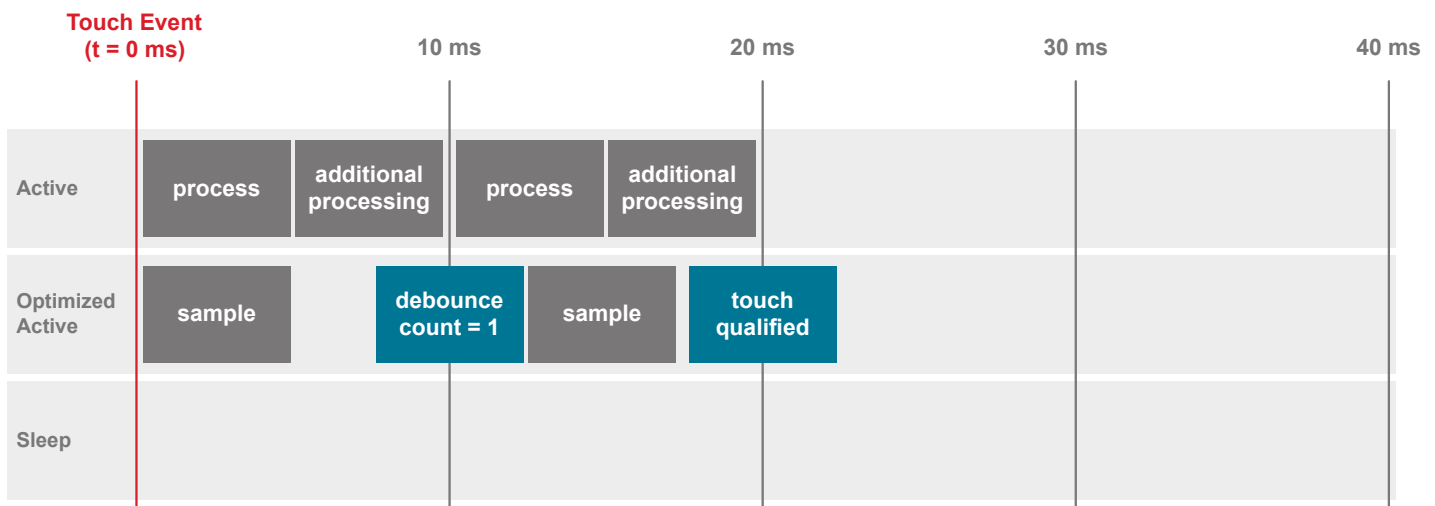 Touch Event
(t = 0 ms)
10 ms
20 ms
30 ms
40 ms
Active
process
additional
processing
process
additional
processing
Optimized
Active
sample
debounce
count = 1
sample
touch
qualified
Sleep